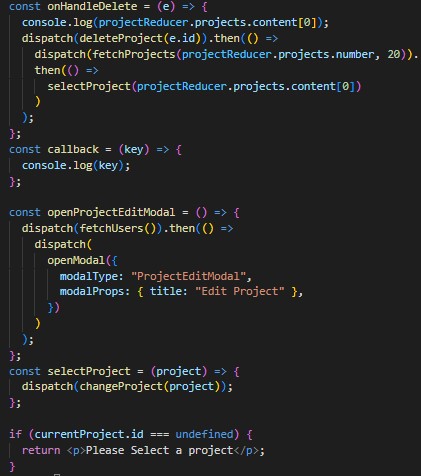 const onHandleDelete = (e) => {
console.log(projectReducer.projects.content[0]);
dispatch(deleteProject(e.id)).then(() =>
dispatch(fetchProjects(projectReducer.projects.number, 20)).
then(() =>
selectProject(projectReducer.projects.content[0])
)
);
};
const callback = (key) => {
console.log(key);
};
const openProjectEditModal = () => {
dispatch(fetchUsers()).then(() =>
dispatch(
openModal({
modalType: "ProjectEditModal",
modalProps: { title: "Edit Project" },
})
)
);
};
const selectProject = (project) => {
dispatch(changeProject(project));
};
if (currentProject.id === undefined) {
return <p>Please Select a project</p>;
}